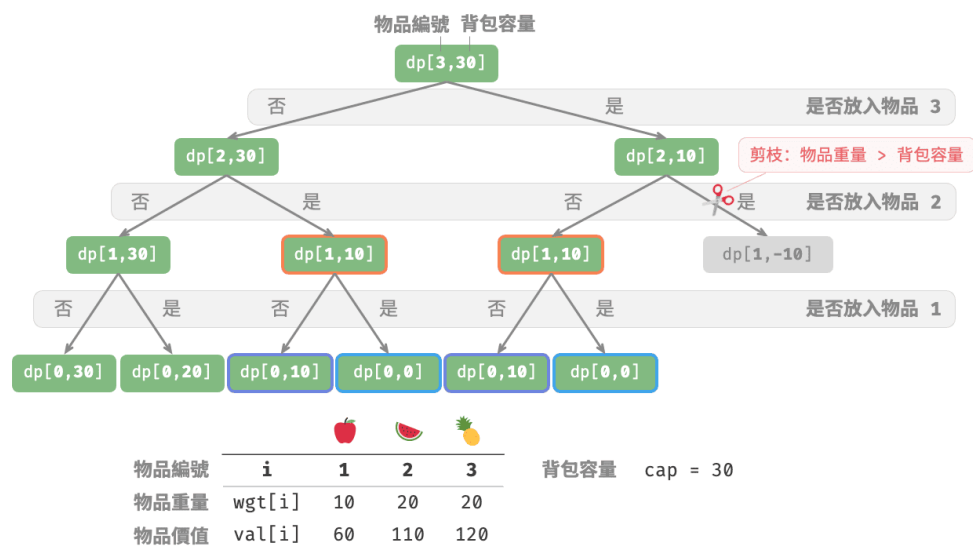 物品編號 背包容量
dp[3,30]
否 是 是否放入物品 3
dp[2,30] dp[2,10] 剪枝：物品重量 > 背包容量
否 是 否 是 是否放入物品 2
dp[1,30] dp[1,10] dp[1,10] dp[1,-10]
否 是 否 是 否 是 是否放入物品 1
dp[0,30] dp[0,20] dp[0,10] dp[0,0] dp[0,10] dp[0,0]
物品編號 i 1 2 3 背包容量 cap = 30
物品重量 wgt[i] 10 20 20
物品價值 val[i] 60 110 120